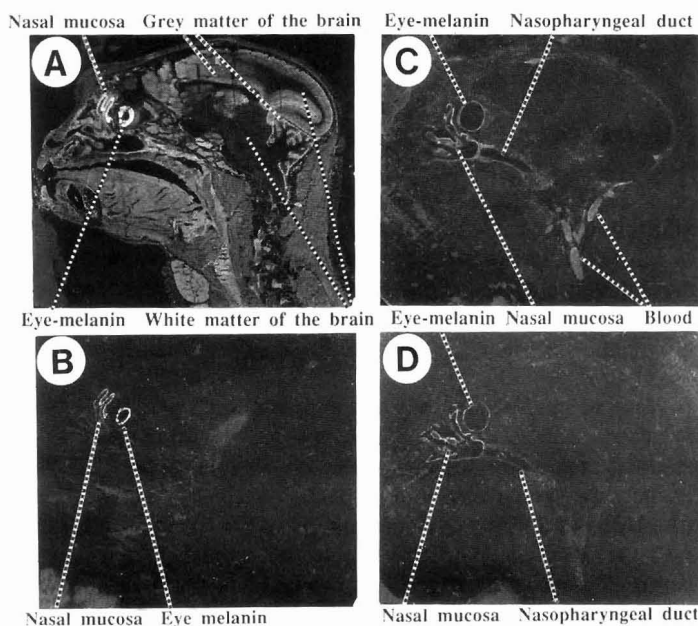 Nasal mucosa Grey matter of the brain
Eye-melanin Nasopharyngeal duct
A
C
Eye-melanin White matter of the brain
Eye-melanin Nasal mucosa Blood
B
D
Nasal mucosa Eye melanin
Nasal mucosa Nasopharyngeal duct